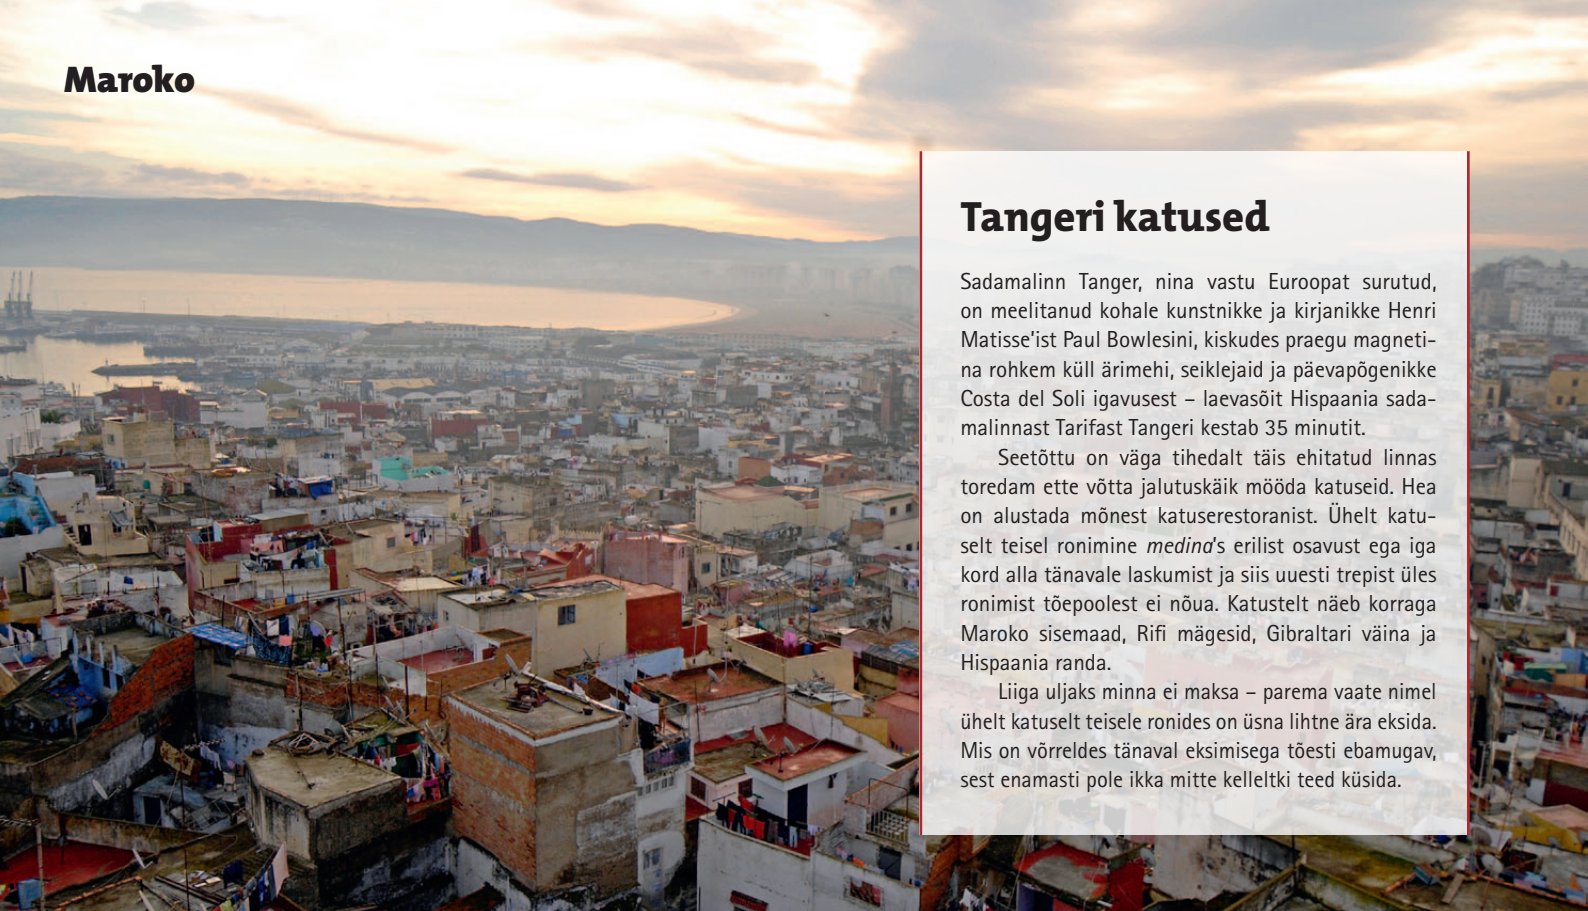 Maroko
Tangeri katused
Sadamalinn Tanger, nina vastu Euroopat surutud,
on meelitanud kohale kunstnikke ja kirjanikke Henri
Matisse'ist Paul Bowlesini, kiskudes praegu magneti-
na rohkem küll ärimehi, seiklejaid ja päevapõgenikke
Costa del Soli igavusest – laevasõit Hispaania sada-
malinnast Tarifast Tangeri kestab 35 minutit.
Seetõttu on väga tihedalt täis ehitatud linnas
toredam ette võtta jalutuskäik mööda katuseid. Hea
on alustada mõnest katuserestoranist. Ühelt katu-
selt teisel ronimine medina's erilist osavust ega iga
kord alla tänavale laskumist ja siis uuesti trepist üles
ronimist tõepoolest ei nõua. Katustelt näeb korraga
Maroko sisemaad, Rifi mägesid, Gibraltari väina ja
Hispaania randa.
Liiga uljaks minna ei maksa – parema vaate nimel
ühelt katuselt teisele ronides on üsna lihtne ära eksida.
Mis on võrreldes tänaval eksimisega tõesti ebamugav,
sest enamasti pole ikka mitte kelleltki teed küsida.